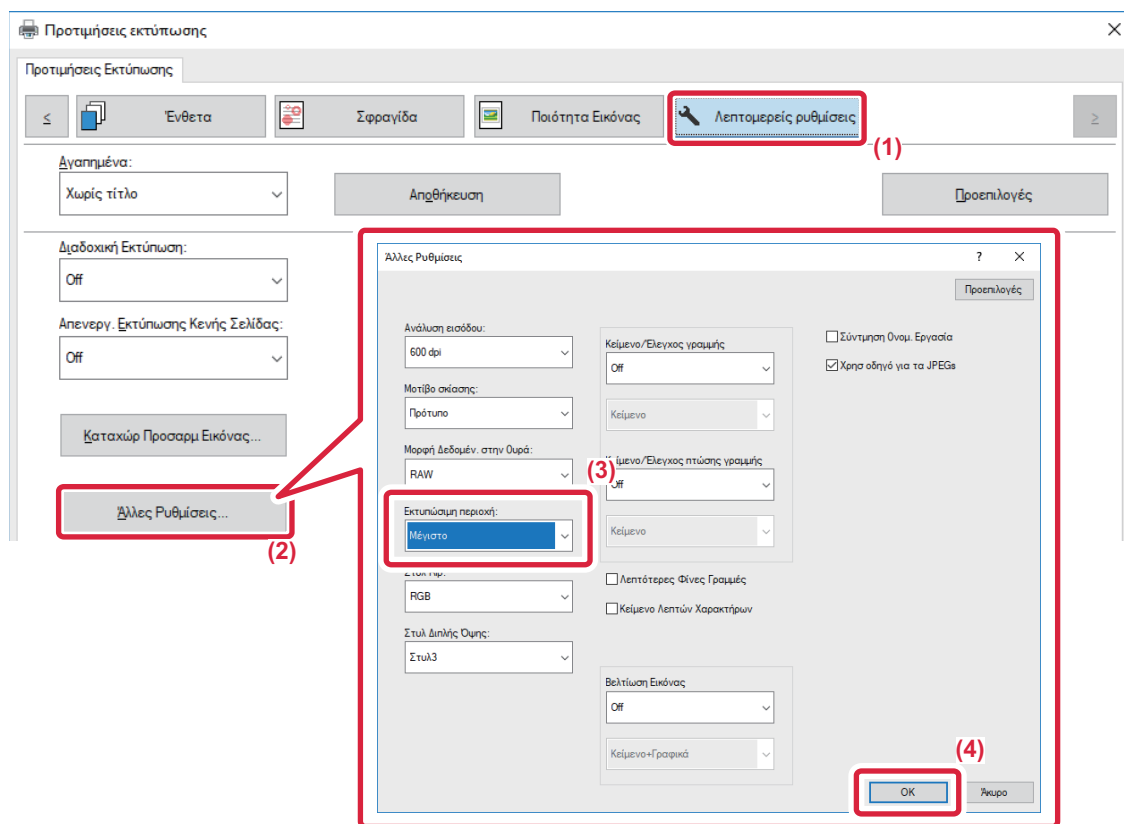 Προτιμήσεις εκτύπωσης
Προτιμήσεις Εκτύπωσης
<
Ένθετα
Σφραγίδα
Ποιότητα Εικόνας
Λεπτομερείς ρυθμίσεις
>
(1)
Αγαπημένα:
Χωρίς τίτλο
Αποθήκευση
Προεπιλογές
Διαδοχική Εκτύπωση:
Off
Απενεργ. Εκτύπωσης Κενής Σελίδας:
Off
Καταχώρ Προσαρμ Εικόνας...
Άλλες Ρυθμίσεις...
(2)
Άλλες Ρυθμίσεις
?
Προεπιλογές
Ανάλυση εισόδου:
600 dpi
Μοτίβο σκίασης:
Πρότυπο
Μορφή Δεδομέν. στην Ουρά:
RAW
(3)
Εκτυπώσιμη περιοχή:
Μέγιστο
RGB
Στυλ Διπλής Όψης:
Στυλ3
Κείμενο/Έλεγχος γραμμής
Off
Κείμενο
Κείμενο/Έλεγχος πτώσης γραμμής
Off
Κείμενο
Λεπτότερες Φίνες Γραμμές
Κείμενο Λεπτών Χαρακτήρων
Βελτίωση Εικόνας
Off
Κείμενο+Γραφικά
Σύντμηση Ονομ. Εργασία
Χρησ οδηγό για τα JPEGs
(4)
OK
Άκυρο